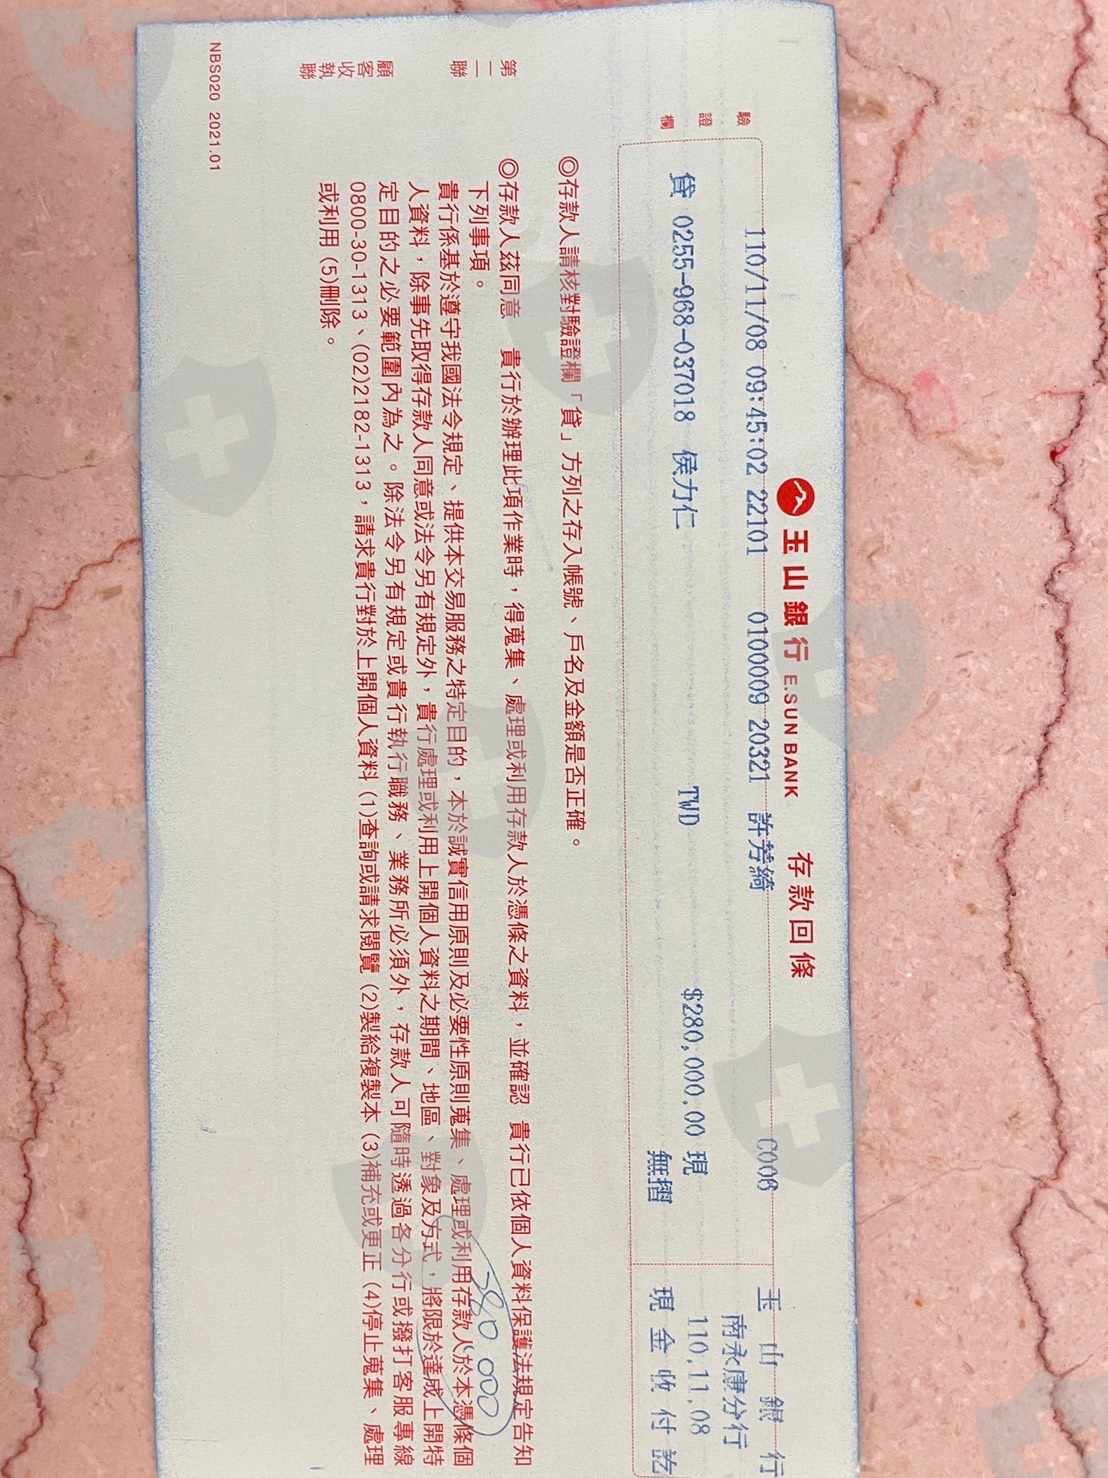 玉山銀行 E.SUN BANK 存款回條
110/11/08 09:45:02 22101 0100009 20321 許芳綺 C006
貸 0255-968-037018 侯力仁 TWD $280,000.00 現
無摺
玉山銀行
南永康分行
110.11.08
現金收付訖
驗證欄
◎存款人請核對驗證欄「貸」方列之存入帳號、戶名及金額是否正確。
◎存款人茲同意 貴行於辦理此項作業時,得蒐集、處理或利用存款人於憑條之資料,並確認 貴行已依個人資料保護法規定告知
下列事項。
貴行係基於遵守我國法令規定、提供本交易服務之特定目的,本於誠實信用原則及必要性原則蒐集、處理或利用存款人於本憑條個
人資料,除事先取得存款人同意或法令另有規定外,貴行處理或利用上開個人資料之期間、地區、對象及方式,將限於達成上開特
定目的之必要範圍內為之。除法令另有規定或貴行執行職務、業務所必須外,存款人可隨時透過各分行或撥打客服專線
0800-30-1313、(02)2182-1313,請求貴行對於上開個人資料 (1)查詢或請求閱覽 (2)製給複製本 (3)補充或更正 (4)停止蒐集、處理
或利用 (5)刪除。
380000
第二聯
顧客收執聯
NBS020 2021.01